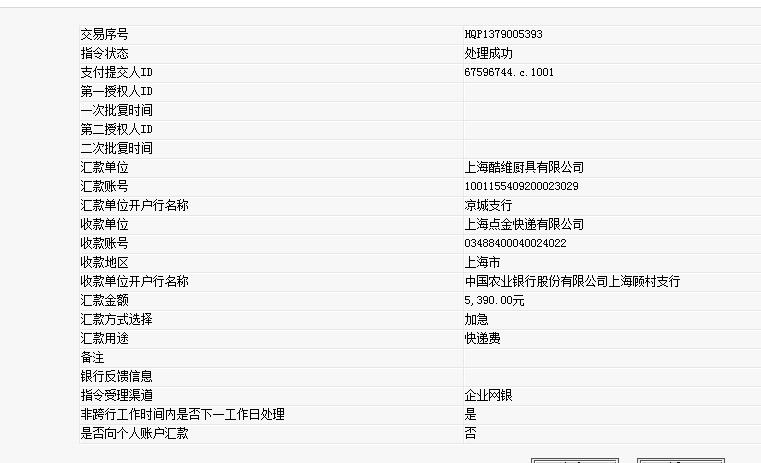 交易序号 HQP1379005393
指令状态 处理成功
支付提交人ID 67596744.c.1001
第一授权人ID
一次批复时间
第二授权人ID
二次批复时间
汇款单位 上海酷维厨具有限公司
汇款账号 1001155409200023029
汇款单位开户行名称 凉城支行
收款单位 上海点金快递有限公司
收款账号 03488400040024022
收款地区 上海市
收款单位开户行名称 中国农业银行股份有限公司上海顾村支行
汇款金额 5,390.00元
汇款方式选择 加急
汇款用途 快递费
备注
银行反馈信息
指令受理渠道 企业网银
非跨行工作时间内是否下一工作日处理 是
是否向个人账户汇款 否